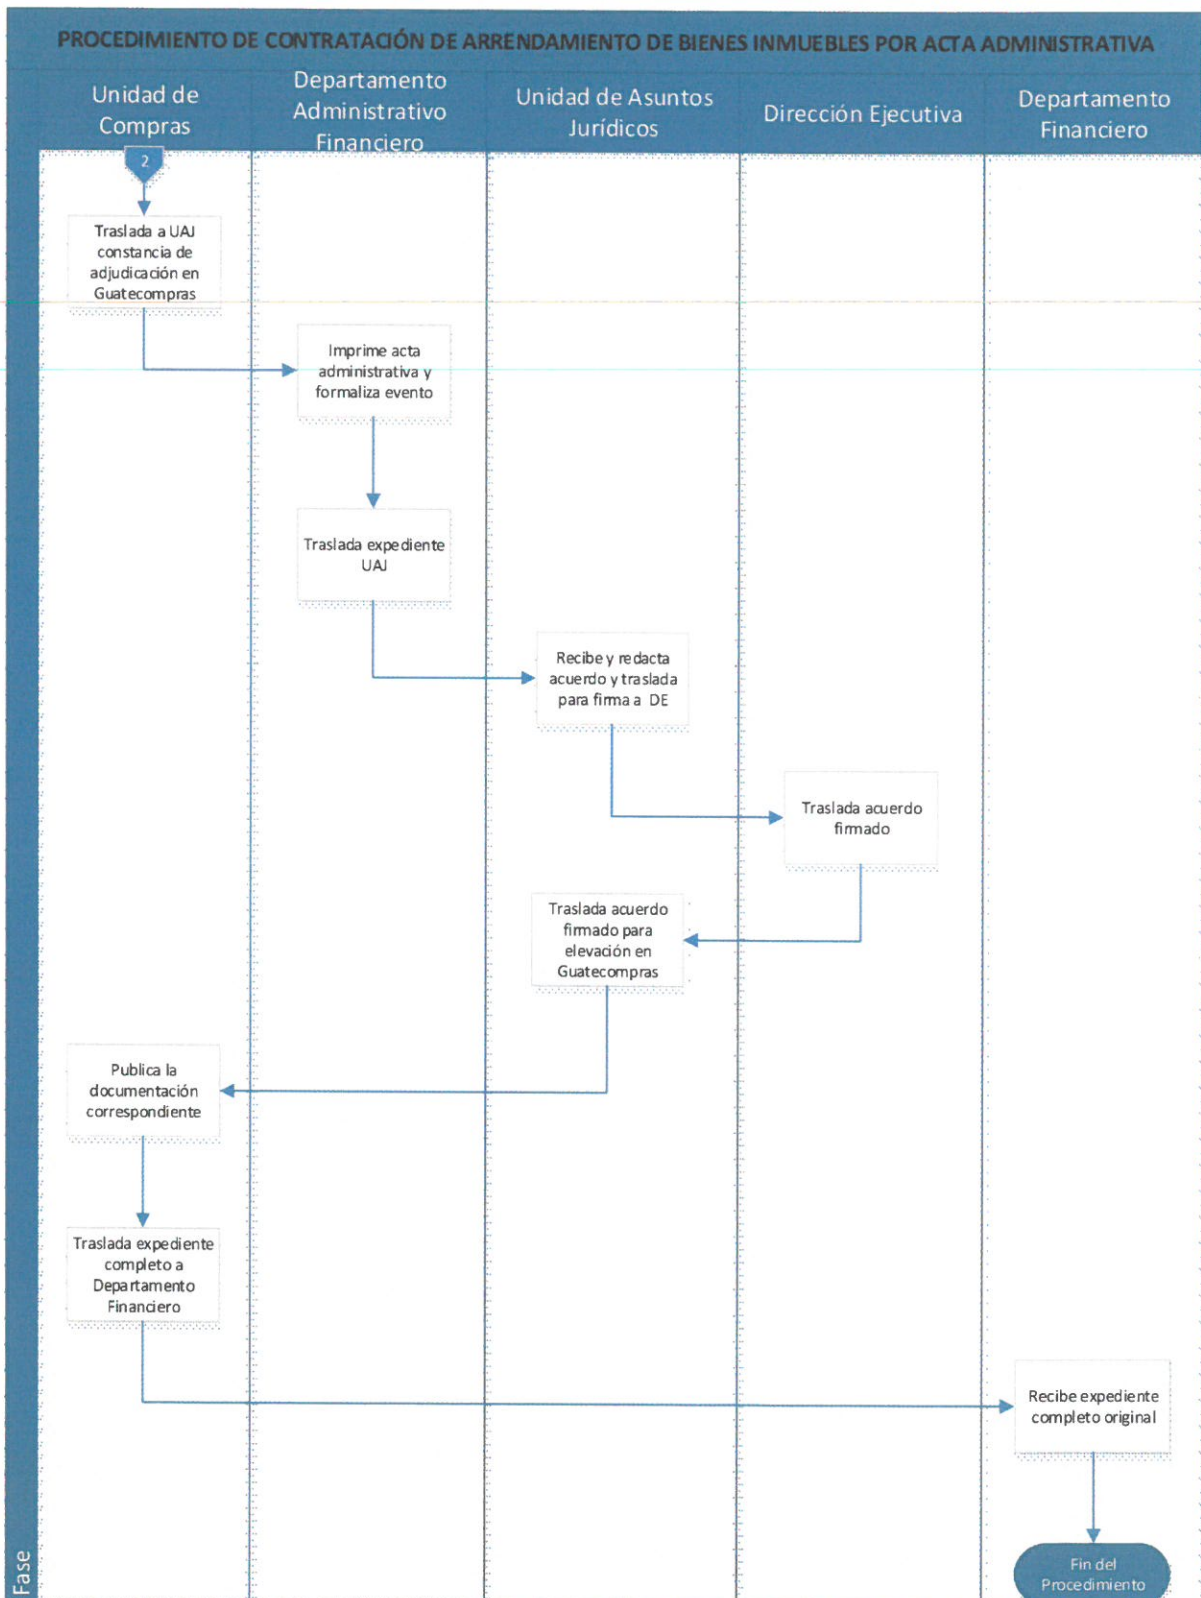 PROCEDIMIENTO DE CONTRATACIÓN DE ARRENDAMIENTO DE BIENES INMUEBLES POR ACTA ADMINISTRATIVA
Unidad de
Compras
Departamento
Administrativo
Financiero
Unidad de Asuntos
Jurídicos
Dirección Ejecutiva
Departamento
Financiero
2
Traslada a UAJ
constancia de
adjudicación en
Guatecompras
Imprime acta
administrativa y
formaliza evento
Traslada expediente
UAJ
Recibe y redacta
acuerdo y traslada
para firma a DE
Traslada acuerdo
firmado
Traslada acuerdo
firmado para
elevación en
Guatecompras
Publica la
documentación
correspondiente
Traslada expediente
completo a
Departamento
Financiero
Recibe expediente
completo original
Fin del
Procedimiento
Fase